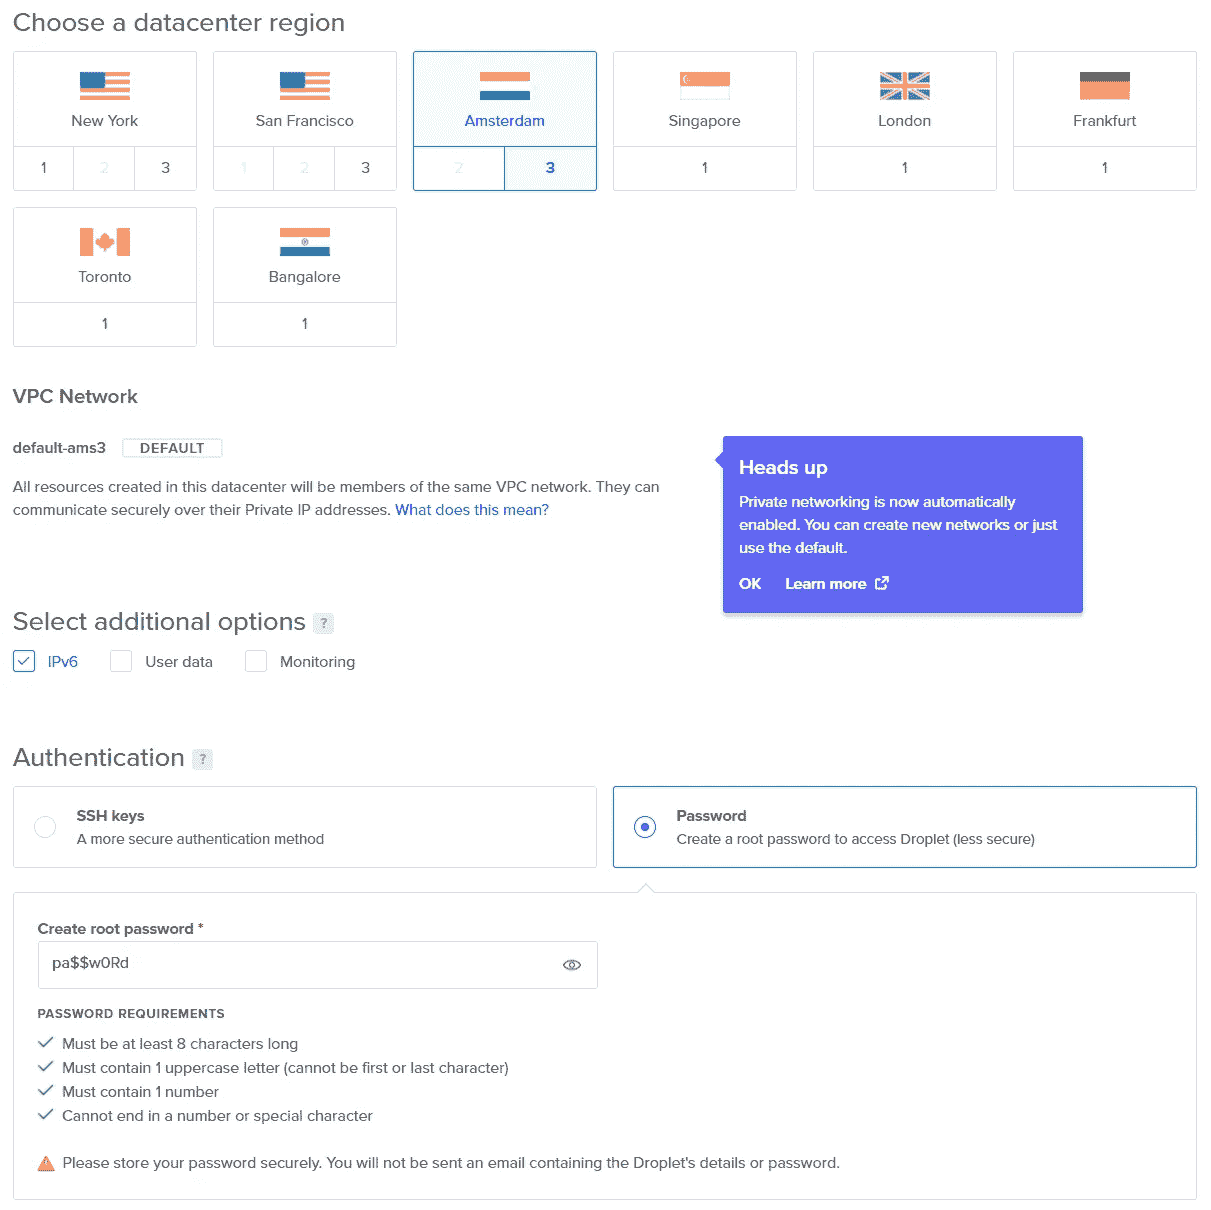 Choose a datacenter region
New York
San Francisco
Amsterdam
Singapore
London
Frankfurt
1 2 3
1 2 3
2 3
1
1
1
Toronto
Bangalore
1
1
VPC Network
default-ams3 DEFAULT
All resources created in this datacenter will be members of the same VPC network. They can
communicate securely over their Private IP addresses. What does this mean?
Heads up
Private networking is now automatically
enabled. You can create new networks or just
use the default.
OK Learn more
Select additional options ?
IPv6 User data Monitoring
Authentication ?
SSH keys
A more secure authentication method
Password
Create a root password to access Droplet (less secure)
Create root password *
pa$$w0Rd
PASSWORD REQUIREMENTS
Must be at least 8 characters long
Must contain 1 uppercase letter (cannot be first or last character)
Must contain 1 number
Cannot end in a number or special character
Please store your password securely. You will not be sent an email containing the Droplet's details or password.